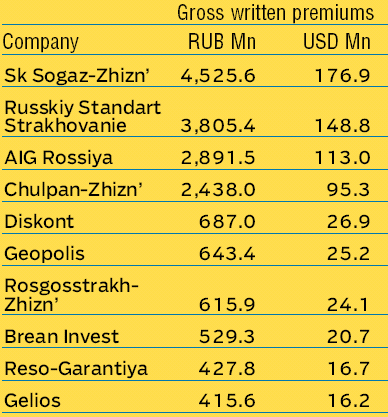 Gross written premiums
Company RUB Mn USD Mn
Sk Sogaz-Zhizn’ 4,525.6 176.9
Russkiy Standart
Strakhovanie 3,805.4 148.8
AIG Rossiya 2,891.5 113.0
Chulpan-Zhizn’ 2,438.0 95.3
Diskont 687.0 26.9
Geopolis 643.4 25.2
Rosgosstrakh-
Zhizn’ 615.9 24.1
Brean Invest 529.3 20.7
Reso-Garantiya 427.8 16.7
Gelios 415.6 16.2